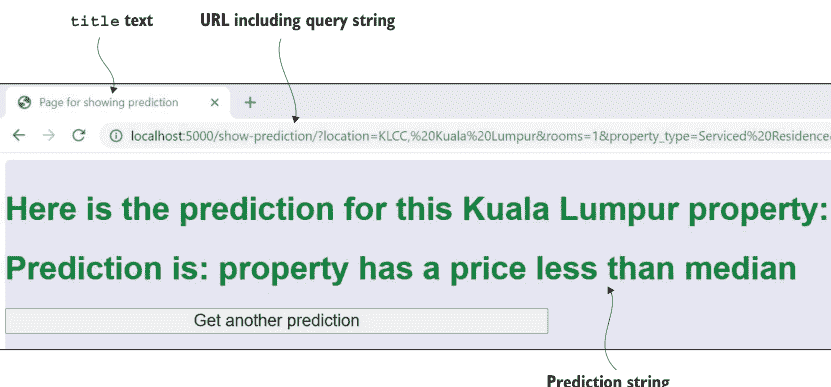 title text
URL including query string
Page for showing prediction
localhost:5000/show-prediction/?location=KLCC,%20Kuala%20Lumpur&rooms=1&property_type=Serviced%20Residence
Here is the prediction for this Kuala Lumpur property:
Prediction is: property has a price less than median
Get another prediction
Prediction string